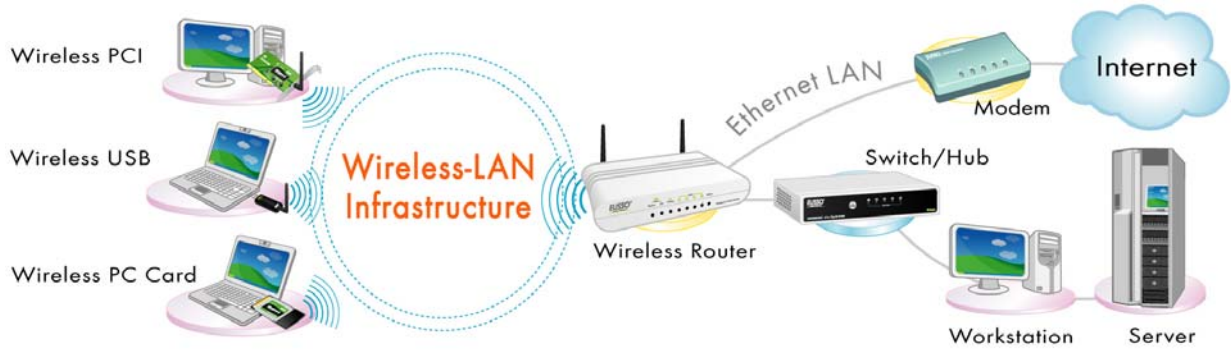 Wireless PCI
Wireless USB
Wireless PC Card
Wireless-LAN
Infrastructure
Wireless Router
Ethernet LAN
Modem
Internet
Switch/Hub
Workstation
Server